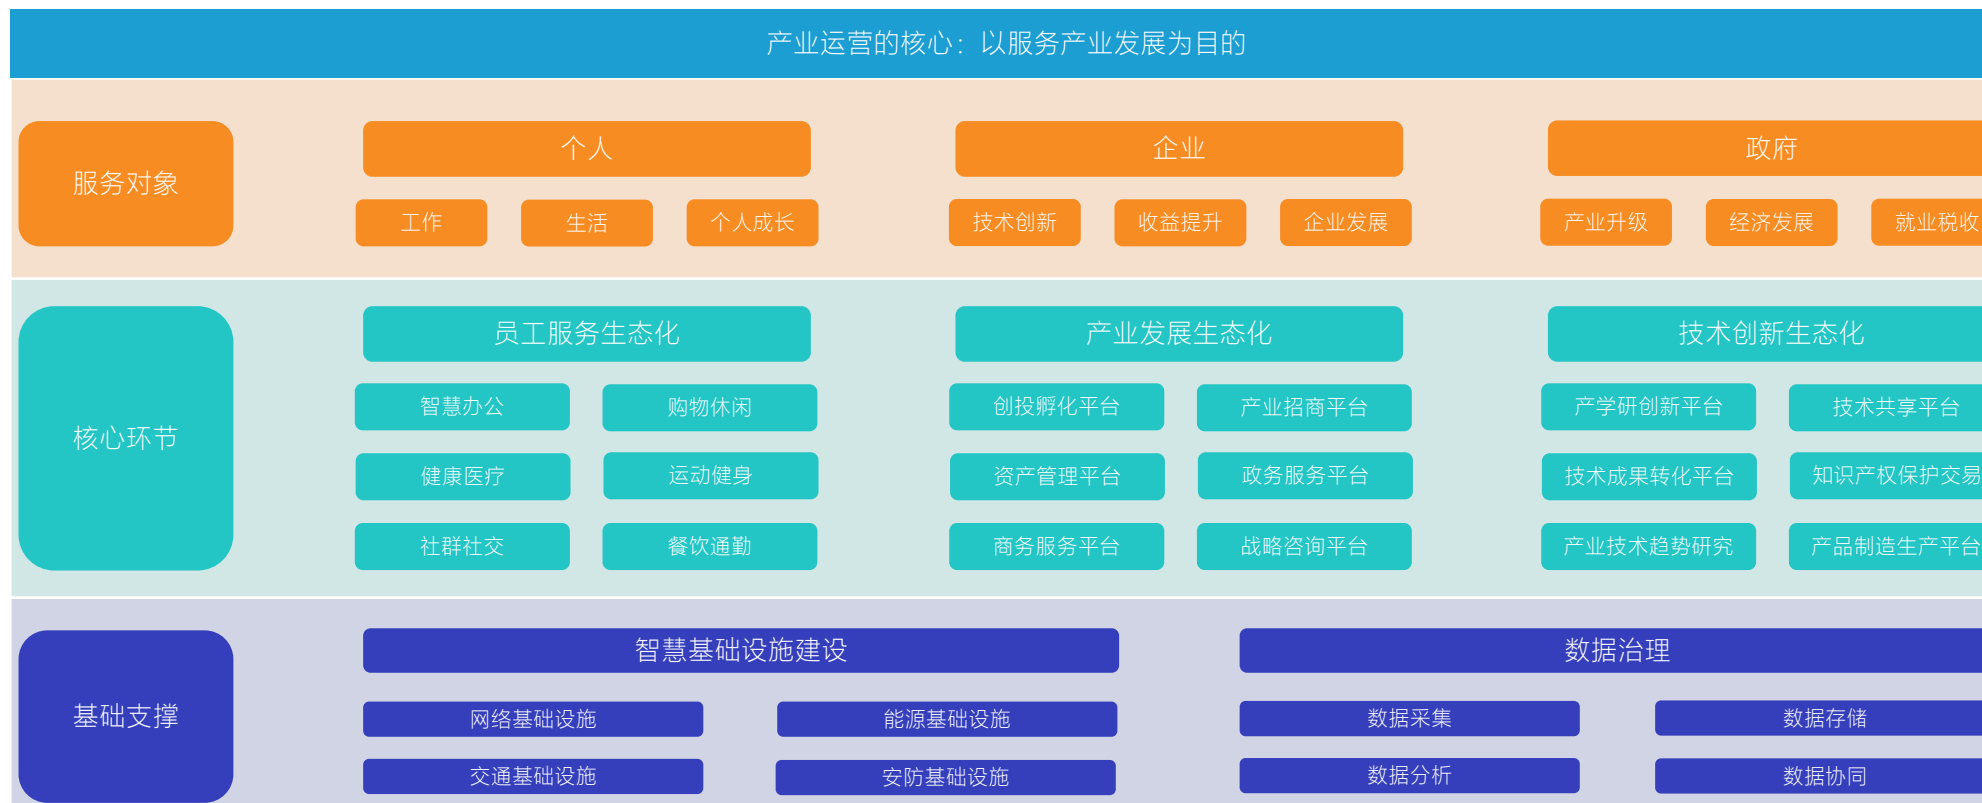 产业运营的核心：以服务产业发展为目的
服务对象
个人
企业
政府
工作
生活
个人成长
技术创新
收益提升
企业发展
产业升级
经济发展
就业税收
核心环节
员工服务生态化
产业发展生态化
技术创新生态化
智慧办公
购物休闲
创投孵化平台
产业招商平台
产学研创新平台
技术共享平台
健康医疗
运动健身
资产管理平台
政务服务平台
技术成果转化平台
知识产权保护交易
社群社交
餐饮通勤
商务服务平台
战略咨询平台
产业技术趋势研究
产品制造生产平台
基础支撑
智慧基础设施建设
数据治理
网络基础设施
能源基础设施
数据采集
数据存储
交通基础设施
安防基础设施
数据分析
数据协同